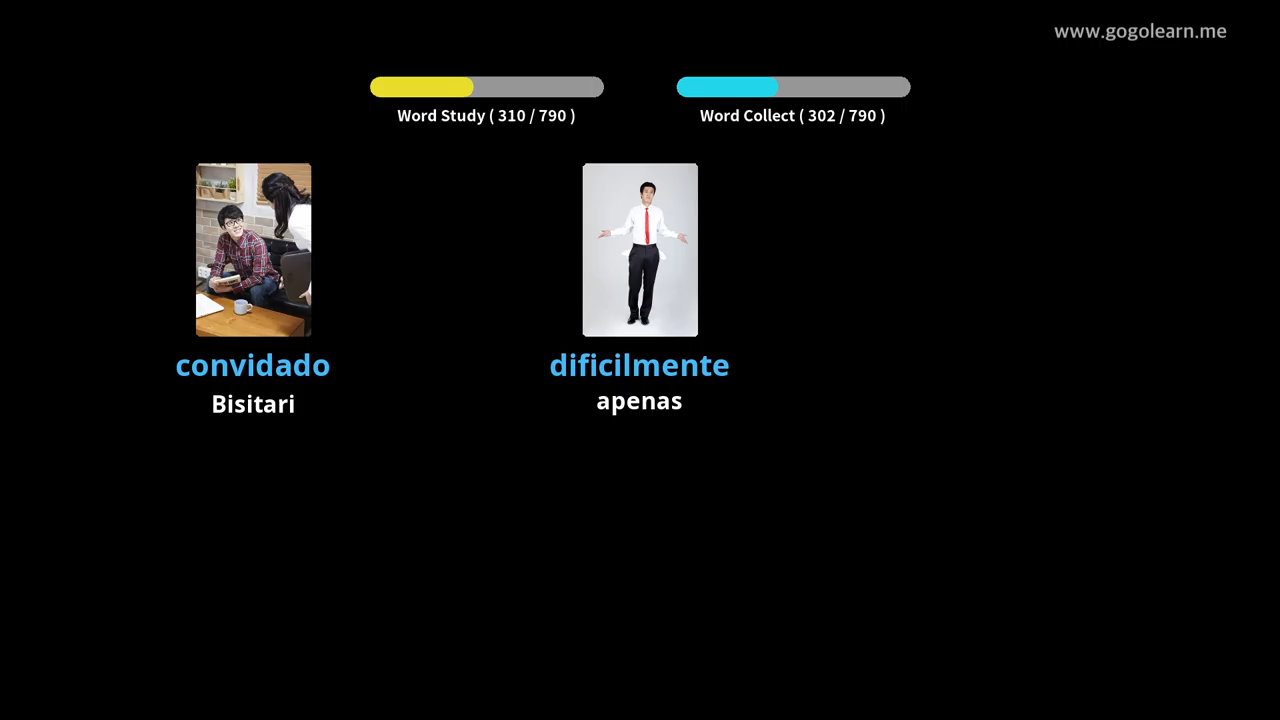 www.gogolearn.me
Word Study ( 310 / 790 )
Word Collect ( 302 / 790 )
convidado
Bisitari
dificilmente
apenas